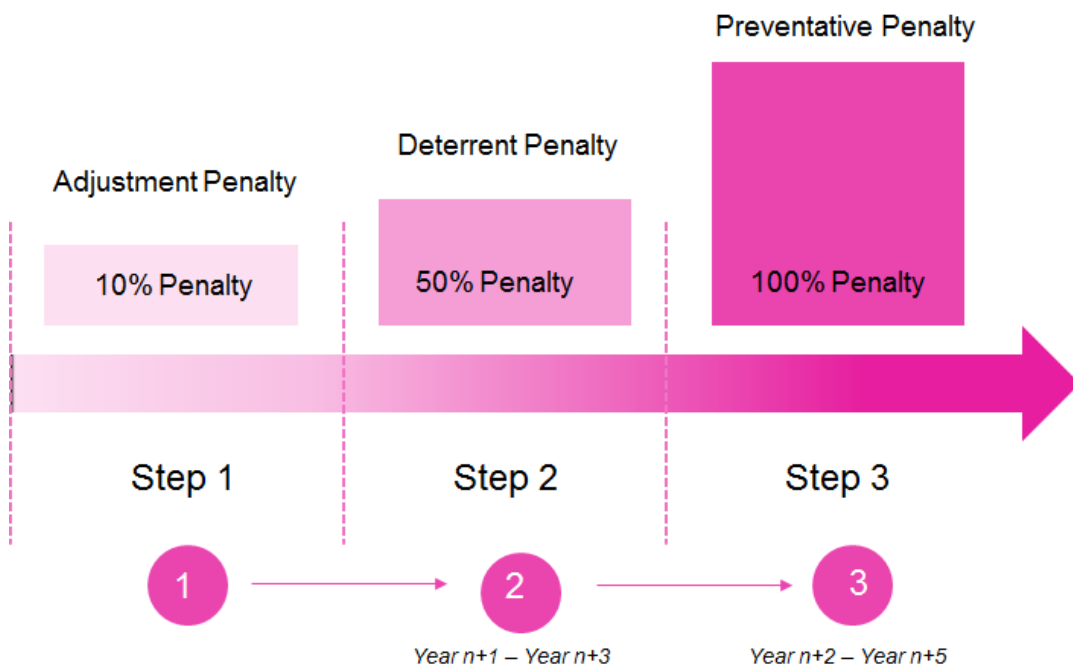 Preventative Penalty
Deterrent Penalty
Adjustment Penalty
10% Penalty
50% Penalty
100% Penalty
Step 1
Step 2
Step 3
1
2
3
Year n+1 – Year n+3
Year n+2 – Year n+5